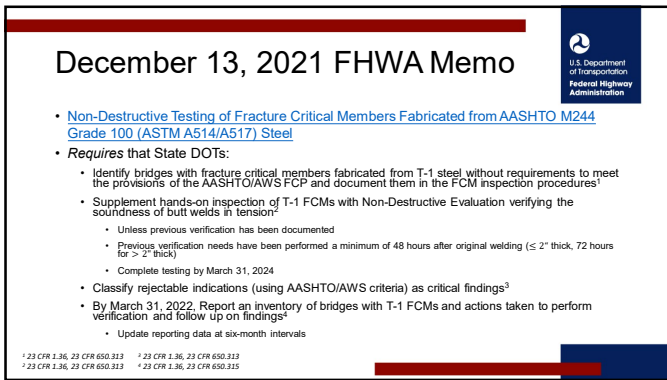 December 13, 2021 FHWA Memo
U.S. Department
of Transportation
Federal Highway
Administration
• Non-Destructive Testing of Fracture Critical Members Fabricated from AASHTO M244
Grade 100 (ASTM A514/A517) Steel
• Requires that State DOTs:
• Identify bridges with fracture critical members fabricated from T-1 steel without requirements to meet
the provisions of the AASHTO/AWS FCP and document them in the FCM inspection procedures¹
• Supplement hands-on inspection of T-1 FCMs with Non-Destructive Evaluation verifying the
soundness of butt welds in tension²
• Unless previous verification has been documented
• Previous verification needs have been performed a minimum of 48 hours after original welding (≤ 2" thick, 72 hours
for > 2" thick)
• Complete testing by March 31, 2024
• Classify rejectable indications (using AASHTO/AWS criteria) as critical findings³
• By March 31, 2022, Report an inventory of bridges with T-1 FCMs and actions taken to perform
verification and follow up on findings⁴
• Update reporting data at six-month intervals
¹ 23 CFR 1.36, 23 CFR 650.313 ³ 23 CFR 1.36, 23 CFR 650.313
² 23 CFR 1.36, 23 CFR 650.313 ⁴ 23 CFR 1.36, 23 CFR 650.315